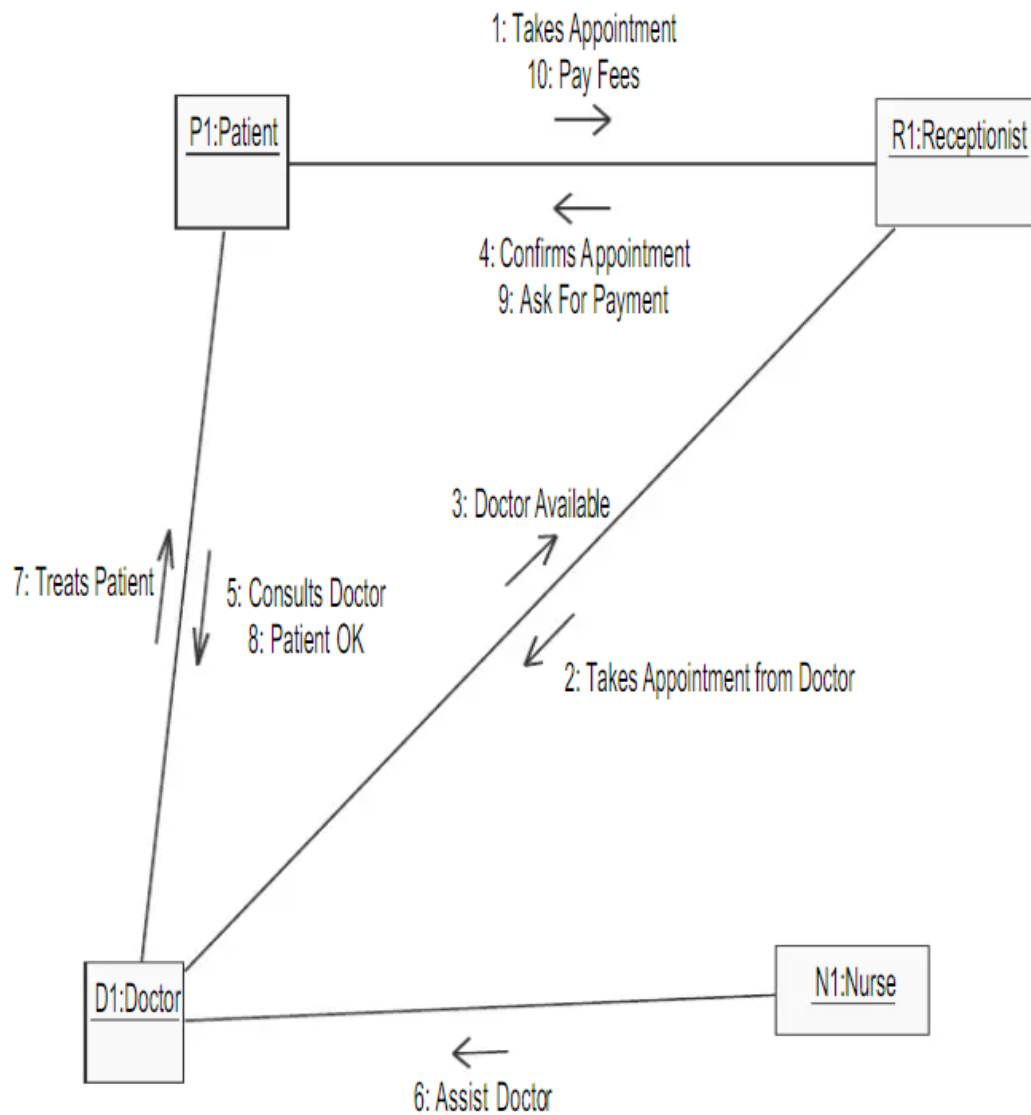 1: Takes Appointment
10: Pay Fees
P1:Patient
R1:Receptionist
4: Confirms Appointment
9: Ask For Payment
3: Doctor Available
7: Treats Patient
5: Consults Doctor
8: Patient OK
2: Takes Appointment from Doctor
D1:Doctor
N1:Nurse
6: Assist Doctor